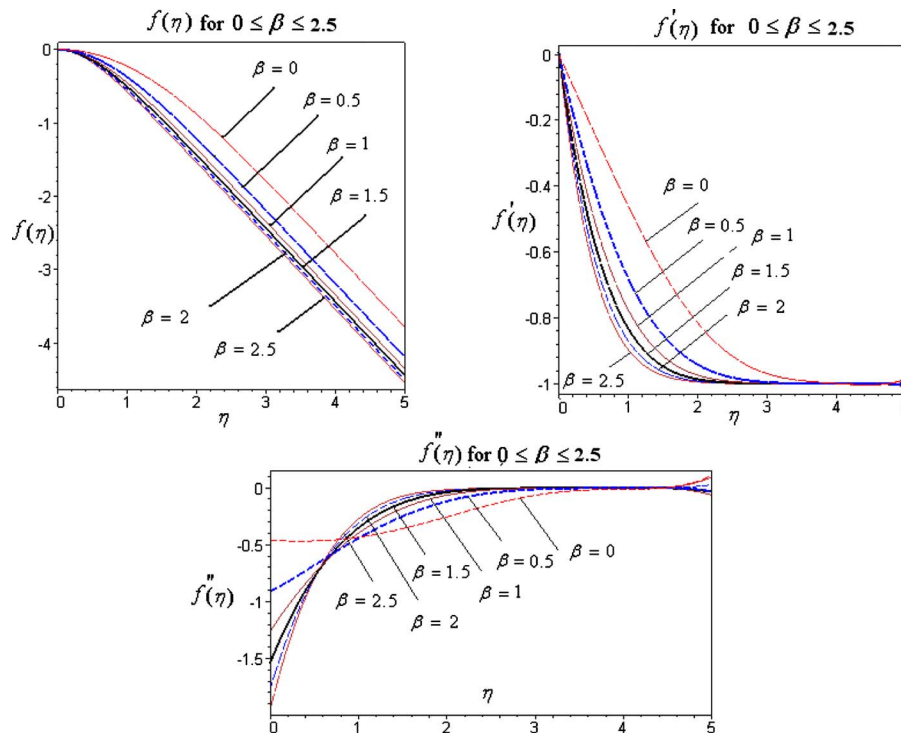 f(η) for 0 ≤ β ≤ 2.5
0
-1
-2
-3
-4
f(η)
0
1
2
3
4
5
η
β = 0
β = 0.5
β = 1
β = 1.5
β = 2
β = 2.5
f'(η) for 0 ≤ β ≤ 2.5
0
-0.2
-0.4
-0.6
-0.8
-1
f'(η)
0
1
2
3
4
η
β = 0
β = 0.5
β = 1
β = 1.5
β = 2
β = 2.5
f"(η) for 0 ≤ β ≤ 2.5
0
-0.5
-1
-1.5
f"(η)
0
1
2
3
4
5
η
β = 0
β = 0.5
β = 1
β = 1.5
β = 2
β = 2.5